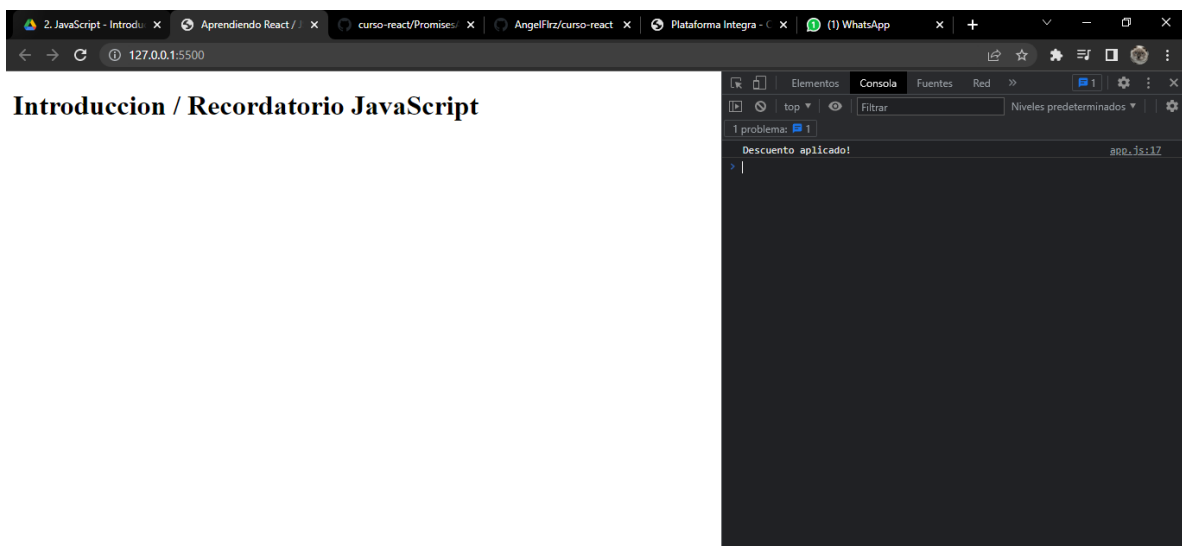 2. JavaScript - Introdu
Aprendiendo React / J
curso-react/Promises/
AngelFlrz/curso-react
Plataforma Integra - C
(1) WhatsApp
127.0.0.1:5500
Elementos Consola Fuentes Red »
1
top Filtrar Niveles predeterminados
1 problema: 1
Introduccion / Recordatorio JavaScript
Descuento aplicado! app.js:17
>